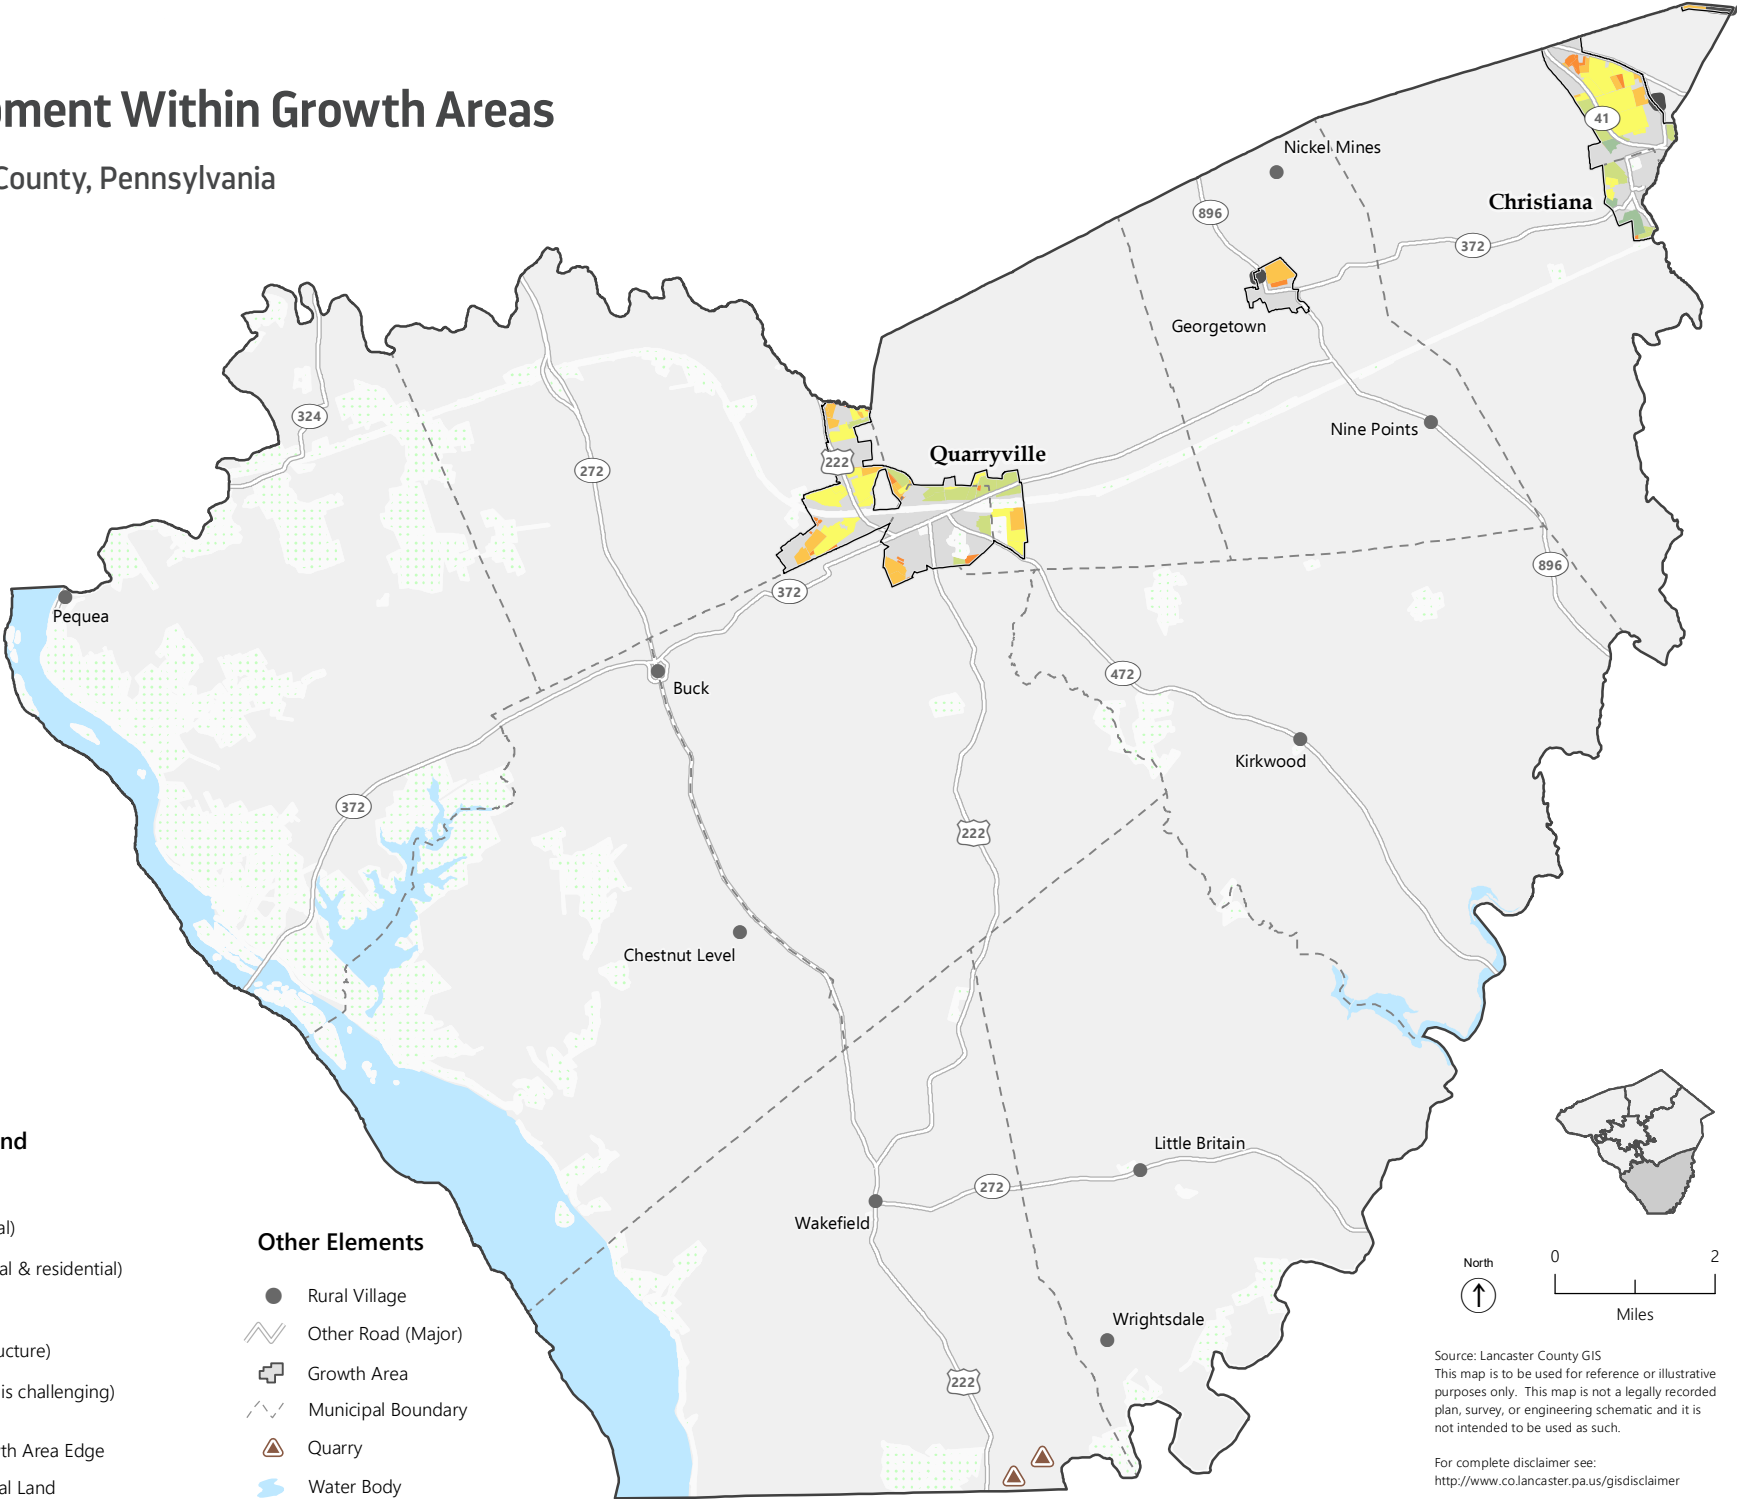 Development Within Growth Areas
County, Pennsylvania
Nickel Mines
41
Christiana
896
372
Georgetown
324
Nine Points
272
222
Quarryville
896
372
Pequea
Buck
472
Kirkwood
372
222
Chestnut Level
Little Britain
272
Wakefield
Wrightsdale
222
nd
al)
al & residential)
ucture)
is challenging)
th Area Edge
al Land
Other Elements
Rural Village
Other Road (Major)
Growth Area
Municipal Boundary
Quarry
Water Body
North
0 2
Miles
Source: Lancaster County GIS
This map is to be used for reference or illustrative
purposes only. This map is not a legally recorded
plan, survey, or engineering schematic and it is
not intended to be used as such.
For complete disclaimer see:
http://www.co.lancaster.pa.us/gisdisclaimer